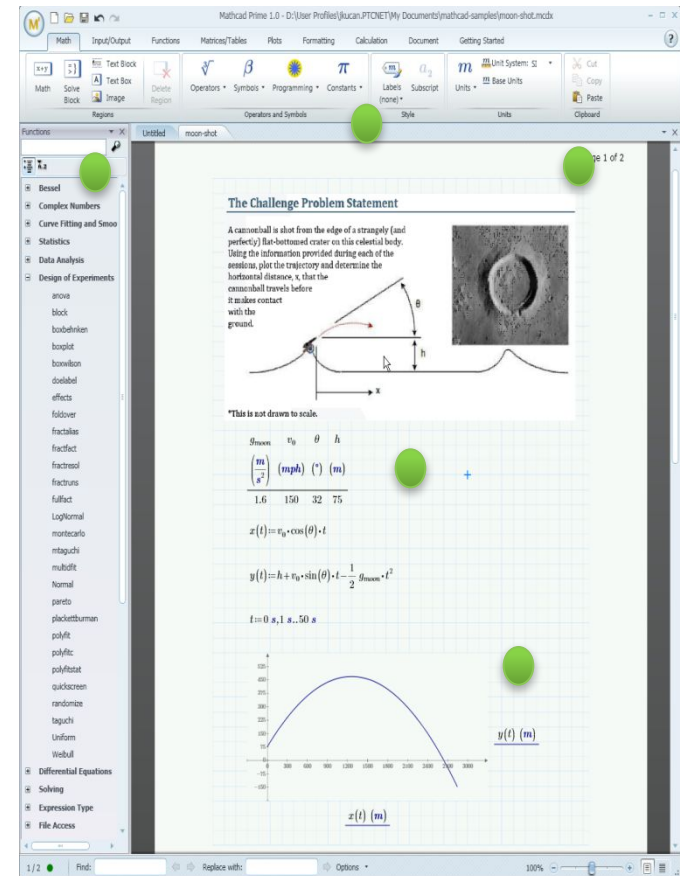 Mathcad Prime 1.0 - D:\User Profiles\jkucan.PTCNET\My Documents\mathcad-samples\moon-shot.mcdx
Math Input/Output Functions Matrices/Tables Plots Formatting Calculation Document Getting Started
Math
Solve Block
Text Block
Text Box
Image
Delete Region
Operators
Symbols
Programming
Constants
Labels (none)
Subscript
Units
Unit System: SI
Base Units
Cut
Copy
Paste
Regions Operators and Symbols Style Units Clipboard
Functions
Untitled moon-shot
ge 1 of 2
Bessel
Complex Numbers
Curve Fitting and Smoo
Statistics
Data Analysis
Design of Experiments
anova
block
boxbehnken
boxplot
boxwilson
doelabel
effects
foldover
fractalias
fractfact
fractresol
fractruns
fullfact
LogNormal
montecarlo
mtaguchi
multidfit
Normal
pareto
plackettburman
polyfit
polyfitc
polyfitstat
quickscreen
randomize
taguchi
Uniform
Weibull
Differential Equations
Solving
Expression Type
File Access
The Challenge Problem Statement
A cannonball is shot from the edge of a strangely (and
perfectly) flat-bottomed crater on this celestial body.
Using the information provided during each of the
sessions, plot the trajectory and determine the
horizontal distance, x, that the
cannonball travels before
it makes contact
with the
ground.
θ
h
x
*This is not drawn to scale.
g_moon v_0 θ h
(m/s^2) (mph) (°) (m)
1.6 150 32 75
x(t):=v_0·cos(θ)·t
y(t):=h+v_0·sin(θ)·t-1/2 g_moon·t^2
t:=0 s,1 s..50 s
y(t) (m)
x(t) (m)
1/2 Find: Replace with: Options 100%